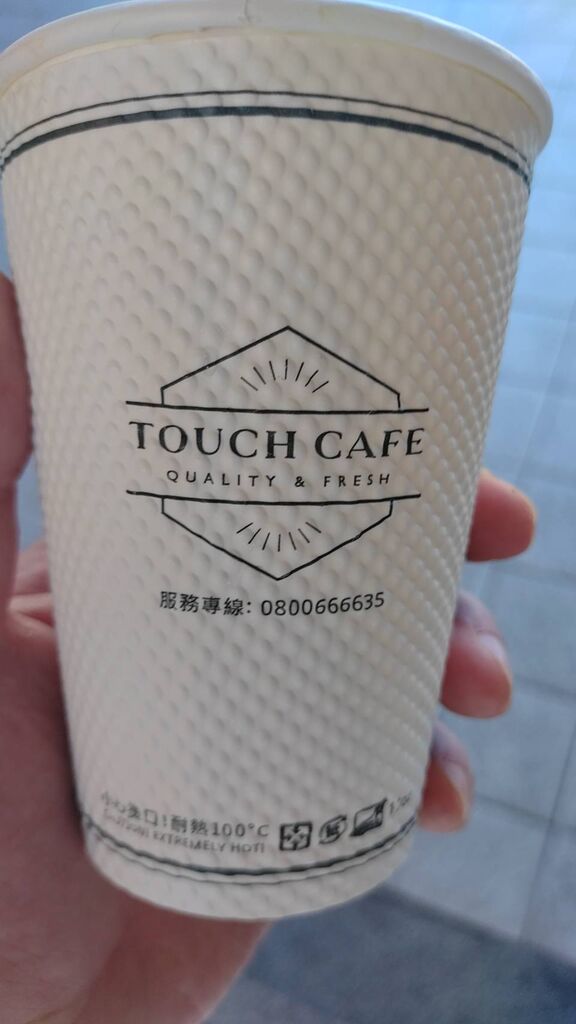 TOUCH CAFE
QUALITY & FRESH
服務專線: 0800666635
小心燙口!耐熱100°C
CAUTION! EXTREMELY HOT!